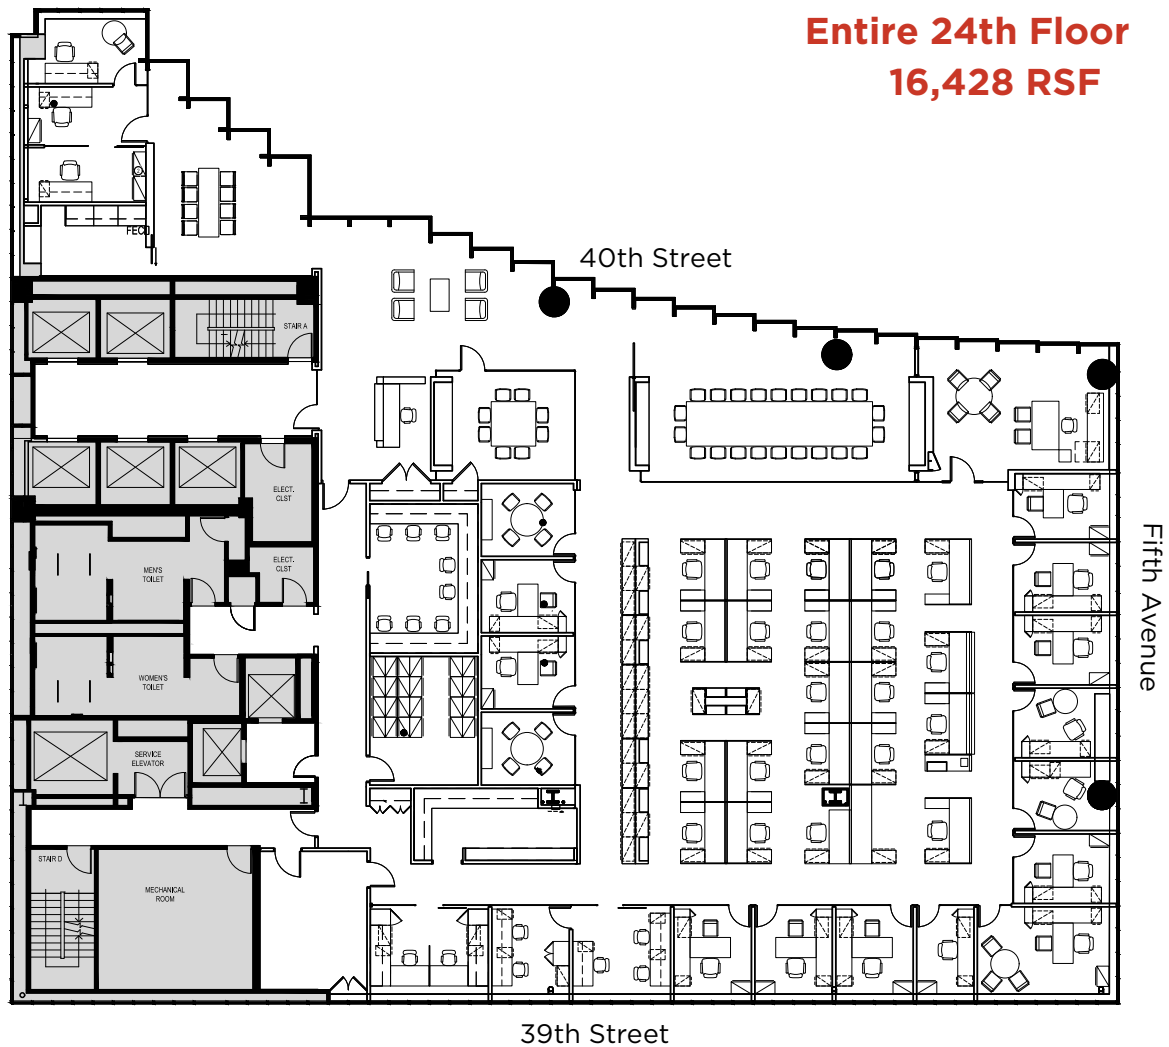 Entire 24th Floor
16,428 RSF
FECU
40th Street
STAIR A
ELECT.
CLST
ELECT.
CLST
MEN'S
TOILET
Fifth Avenue
WOMEN'S
TOILET
SERVICE
ELEVATOR
STAIR D
MECHANICAL
ROOM
39th Street